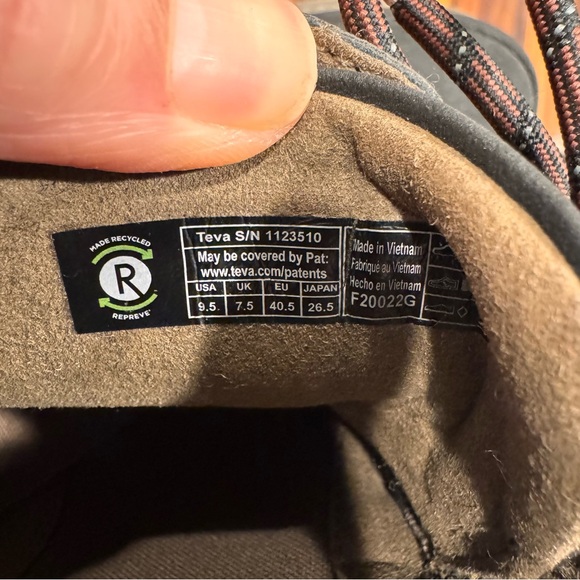 MADE RECYCLED
R
REPREVE®
Teva S/N 1123510
May be covered by Pat:
www.teva.com/patents
USA UK EU JAPAN
9.5 7.5 40.5 26.5
Made in Vietnam
Fabriqué au Vietnam
Hecho en Vietnam
F20022G